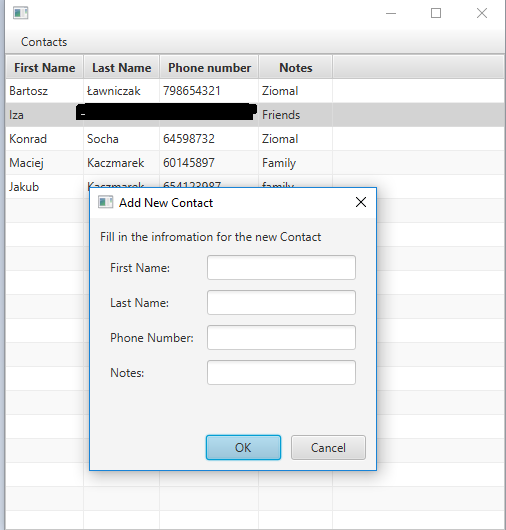 Contacts
First Name Last Name Phone number Notes
Bartosz Ławniczak 798654321 Ziomal
Iza Friends
Konrad Socha 64598732 Ziomal
Maciej Kaczmarek 60145897 Family
Jakub Kaczmarek 654123987 family
Add New Contact
Fill in the infromation for the new Contact
First Name:
Last Name:
Phone Number:
Notes:
OK Cancel